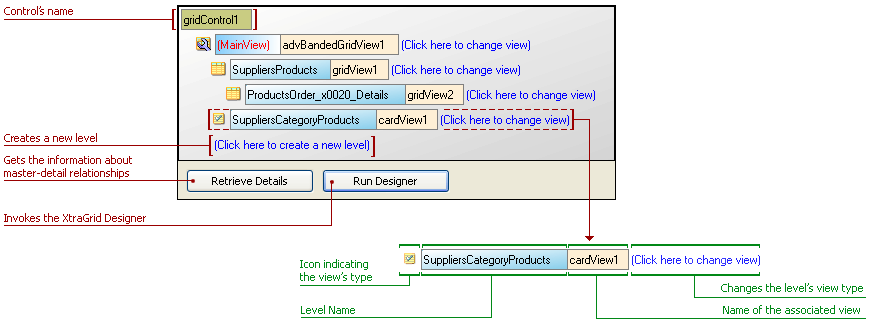 Control's name
gridControl1
(MainView) advBandedGridView1 (Click here to change view)
SuppliersProducts gridView1 (Click here to change view)
ProductsOrder_x0020_Details gridView2 (Click here to change view)
SuppliersCategoryProducts cardView1 (Click here to change view)
Creates a new level
(Click here to create a new level)
Gets the information about
master-detail relationships
Retrieve Details Run Designer
Invokes the XtraGrid Designer
SuppliersCategoryProducts cardView1 (Click here to change view)
Icon indicating
the view's type
Changes the level's view type
Level Name
Name of the associated view